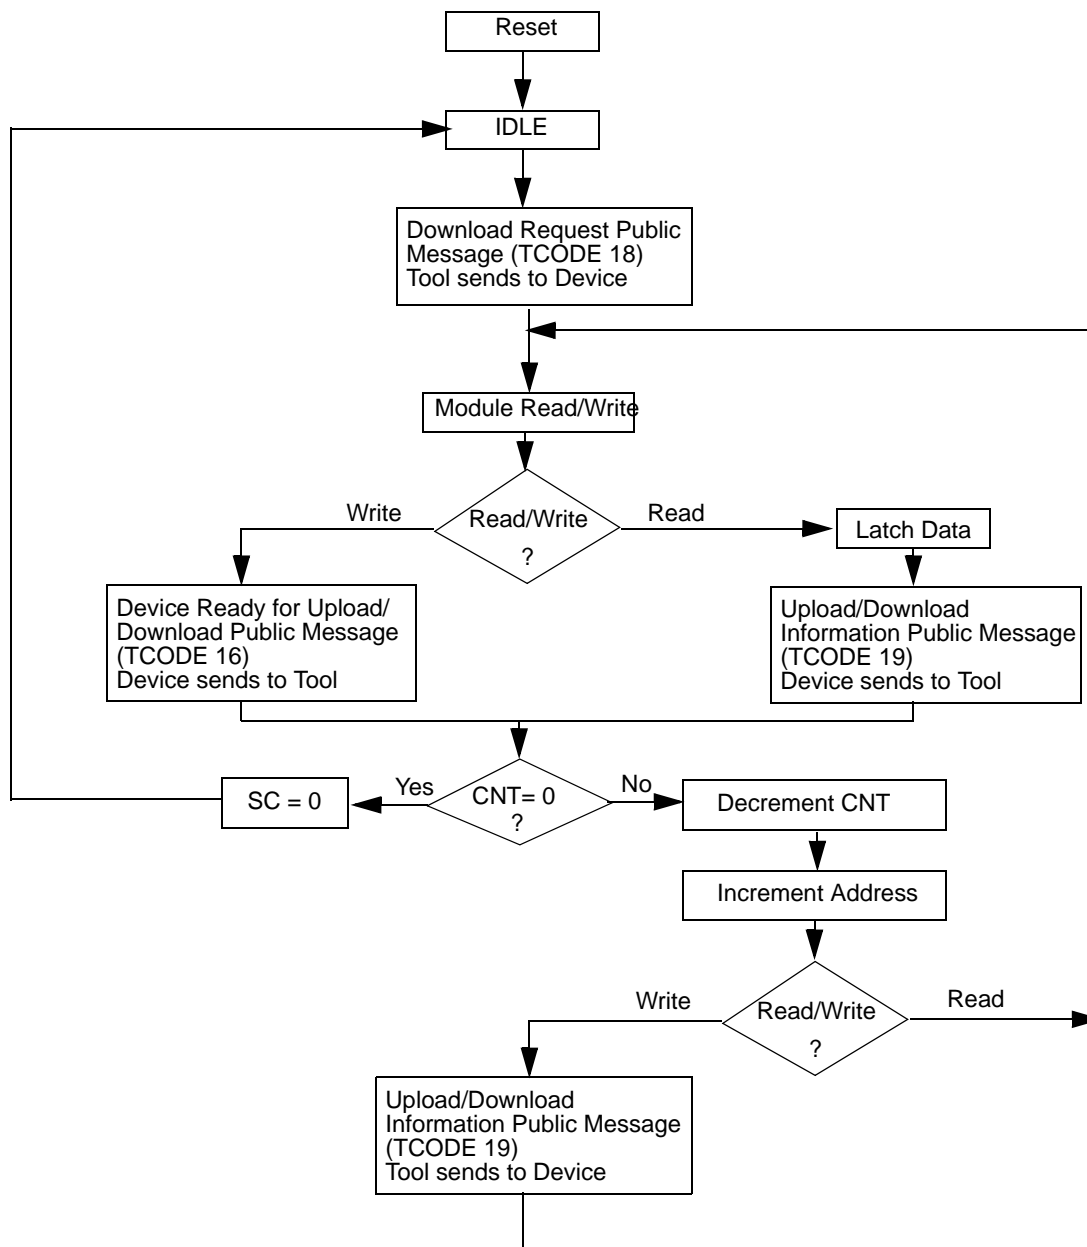 Reset
IDLE
Download Request Public
Message (TCODE 18)
Tool sends to Device
Module Read/Write
Write
Read/Write
?
Read
Latch Data
Device Ready for Upload/
Download Public Message
(TCODE 16)
Device sends to Tool
Upload/Download
Information Public Message
(TCODE 19)
Device sends to Tool
SC = 0
Yes
CNT= 0
?
No
Decrement CNT
Increment Address
Write
Read/Write
?
Read
Upload/Download
Information Public Message
(TCODE 19)
Tool sends to Device